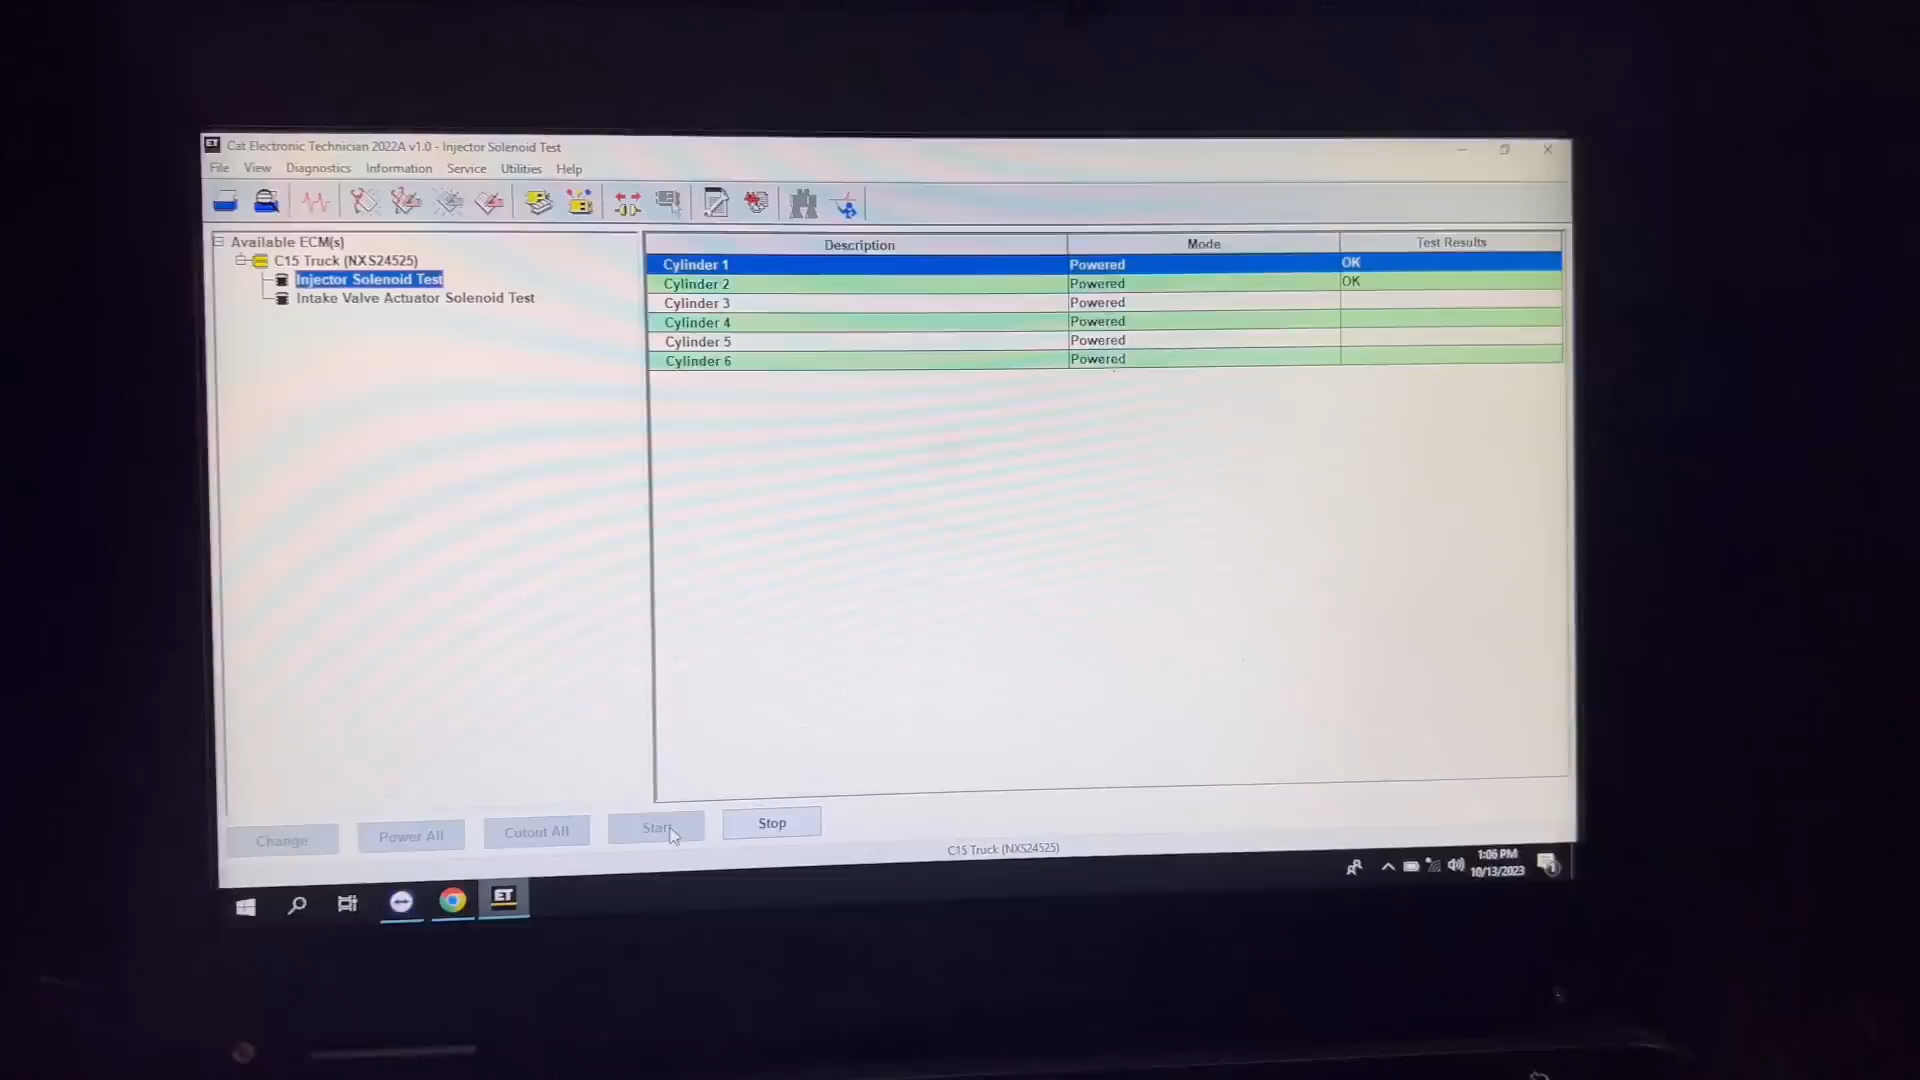 ET Cat Electronic Technician 2022A v1.0 - Injector Solenoid Test
File View Diagnostics Information Service Utilities Help
Available ECM(s)
C15 Truck (NXS24525)
Injector Solenoid Test
Intake Valve Actuator Solenoid Test
Description Mode Test Results
Cylinder 1 Powered OK
Cylinder 2 Powered OK
Cylinder 3 Powered
Cylinder 4 Powered
Cylinder 5 Powered
Cylinder 6 Powered
Change Power All Cutout All Start Stop
C15 Truck (NXS24525)
1:06 PM
10/13/2023
ET